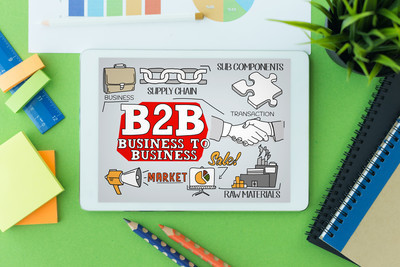 SUB COMPONENTS
SUPPLY CHAIN
BUSINESS
TRANSACTION
B2B
BUSINESS TO
BUSINESS
Sale!
MARKET
RAW MATERIALS